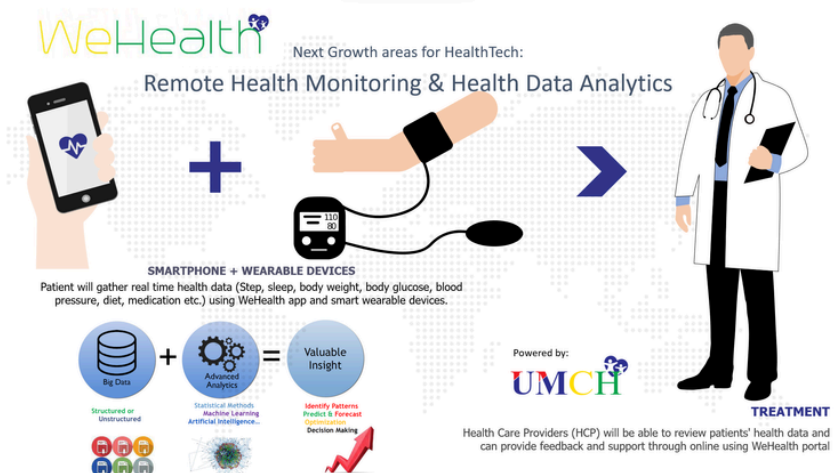 WeHealth
Next Growth areas for HealthTech:
Remote Health Monitoring & Health Data Analytics
110
80
SMARTPHONE + WEARABLE DEVICES
Patient will gather real time health data (Step, sleep, body weight, body glucose, blood
pressure, diet, medication etc.) using WeHealth app and smart wearable devices.
Big Data
Advanced
Analytics
Valuable
Insight
Structured or
Unstructured
Statistical Methods
Machine Learning
Artificial Intelligence...
Identify Patterns
Predict & Forecast
Optimization
Decision Making
Powered by:
UMCH
TREATMENT
Health Care Providers (HCP) will be able to review patients' health data and
can provide feedback and support through online using WeHealth portal